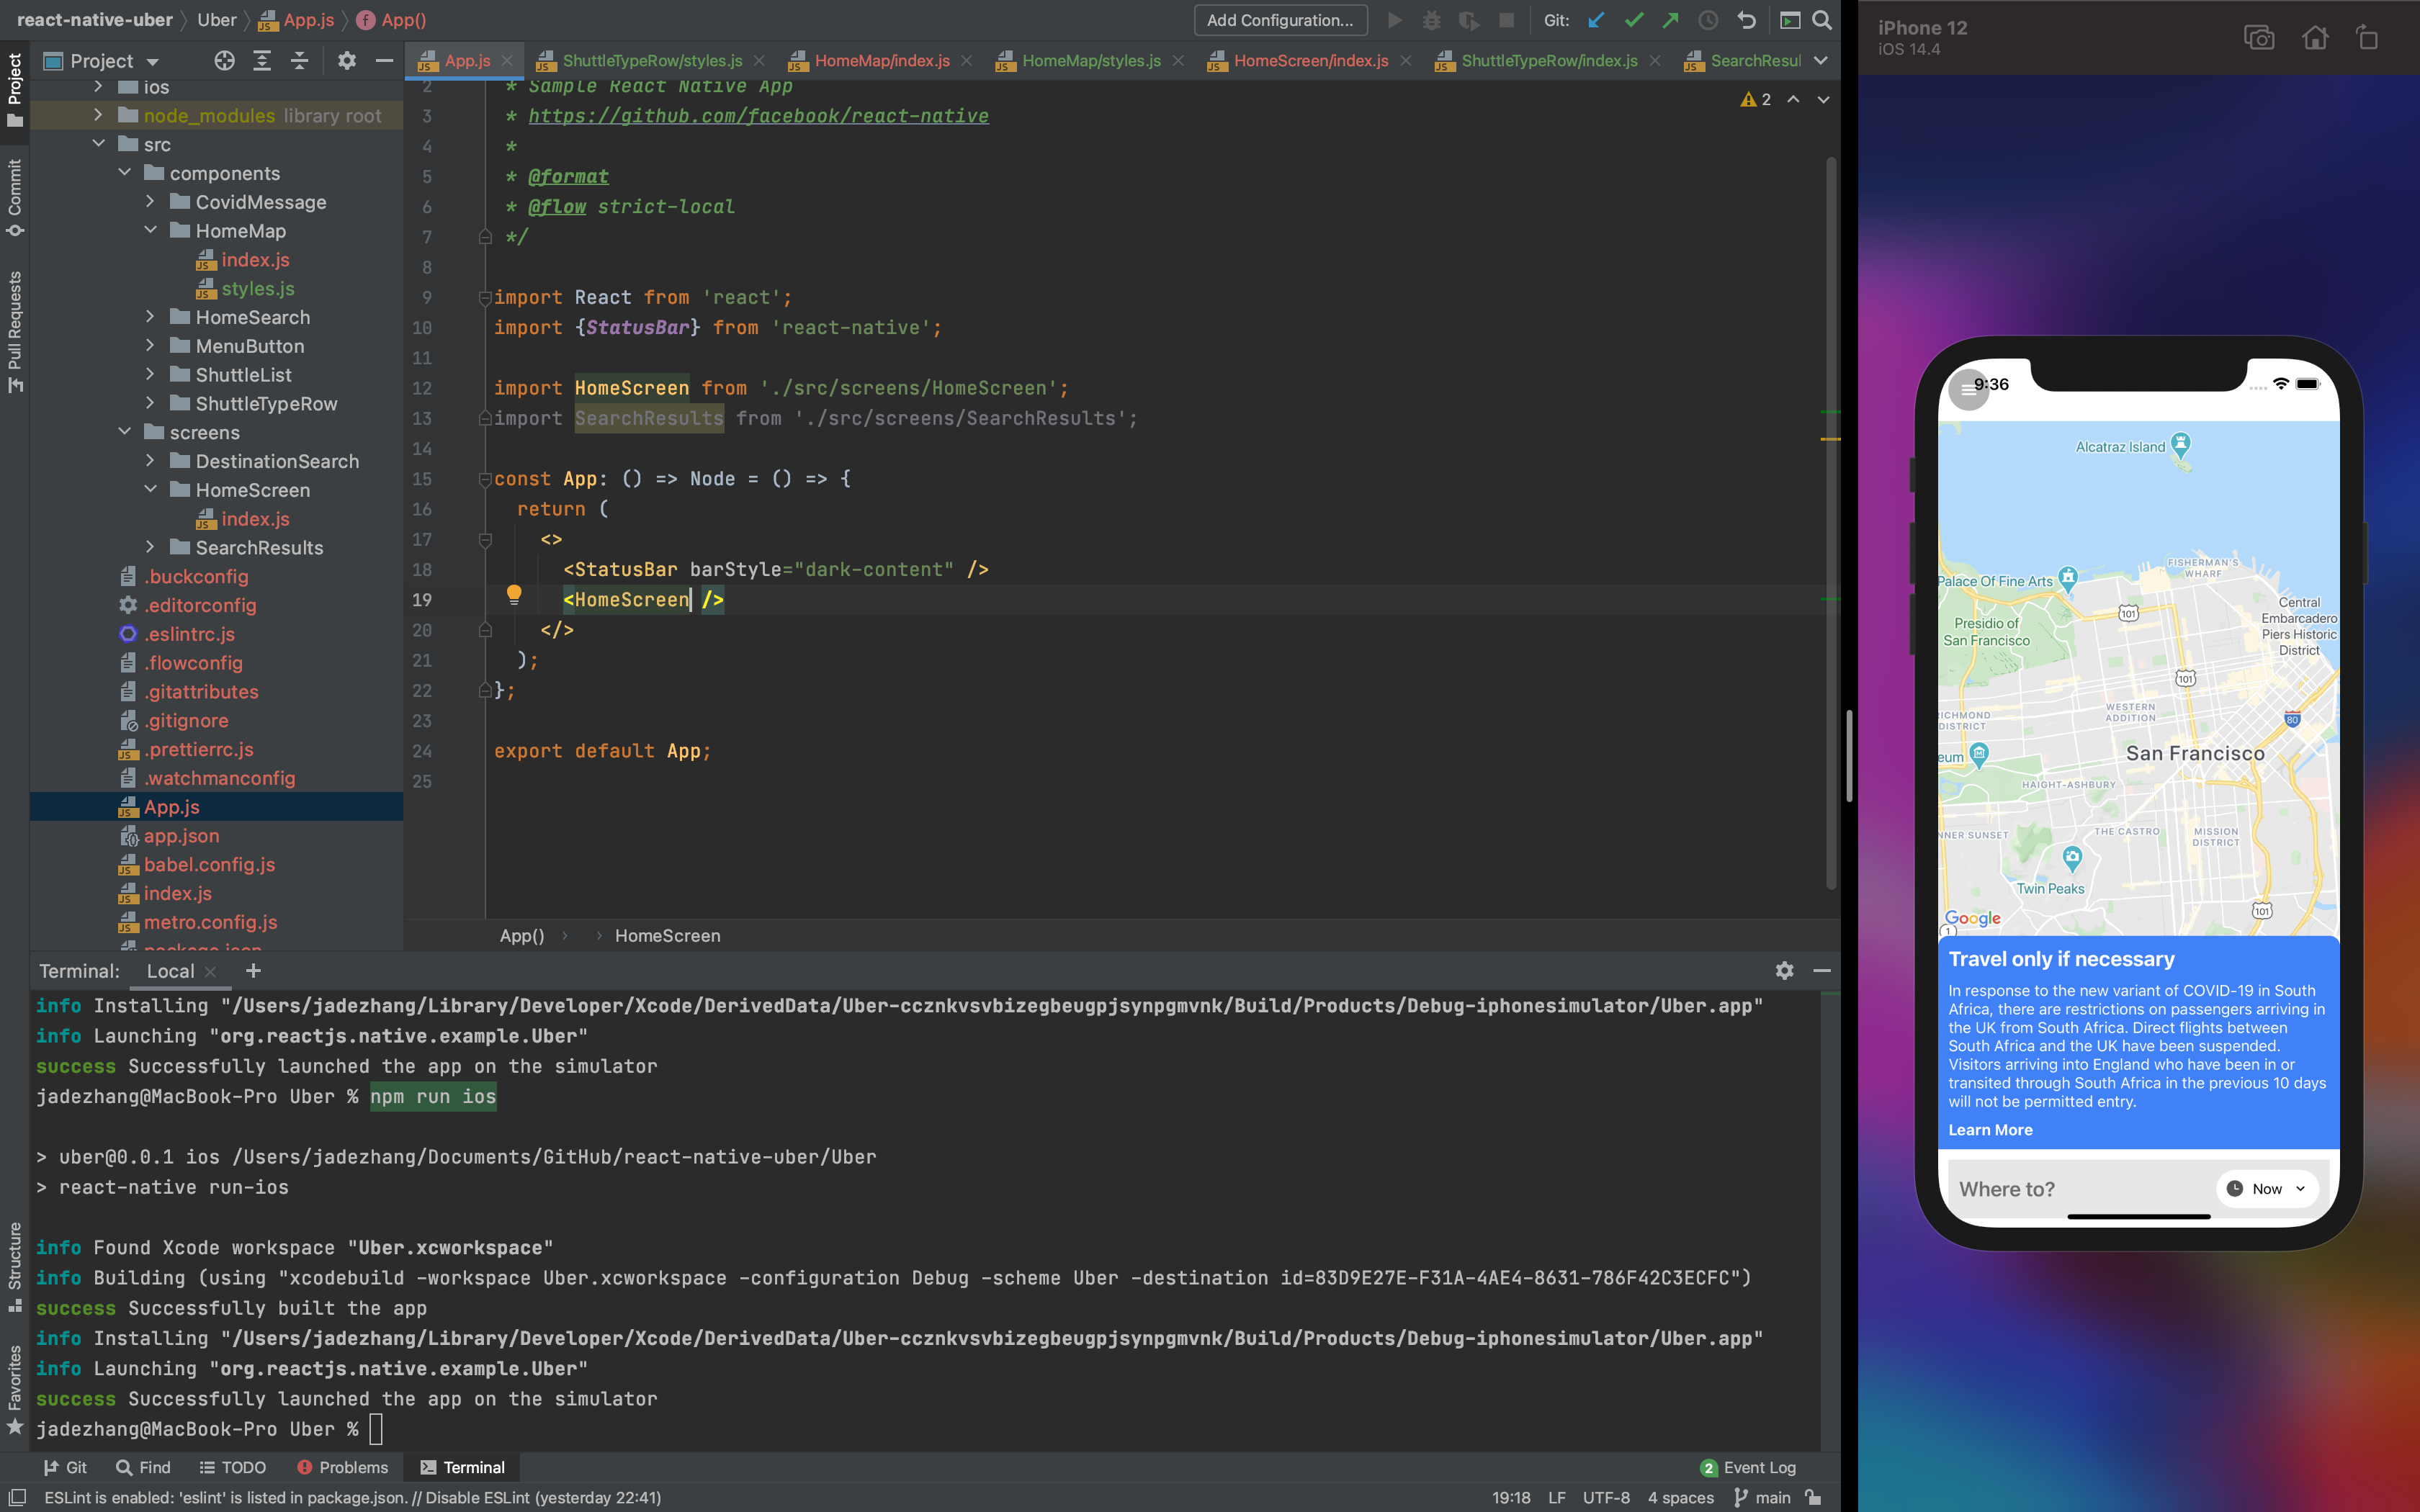 react-native-uber
Uber
App.js
App()
Add Configuration...
Git:
Project
App.js
ShuttleTypeRow/styles.js
HomeMap/index.js
HomeMap/styles.js
HomeScreen/index.js
ShuttleTypeRow/index.js
SearchResul
Project
Commit
Pull Requests
Structure
Favorites
ios
node_modules library root
src
components
CovidMessage
HomeMap
index.js
styles.js
HomeSearch
MenuButton
ShuttleList
ShuttleTypeRow
screens
DestinationSearch
HomeScreen
index.js
SearchResults
.buckconfig
.editorconfig
.eslintrc.js
.flowconfig
.gitattributes
.gitignore
.prettierrc.js
.watchmanconfig
App.js
app.json
babel.config.js
index.js
metro.config.js
package.json
2
2 * Sample React Native App
3 * https://github.com/facebook/react-native
4 *
5 * @format
6 * @flow strict-local
7 */
8
9 import React from 'react';
10 import {StatusBar} from 'react-native';
11
12 import HomeScreen from './src/screens/HomeScreen';
13 import SearchResults from './src/screens/SearchResults';
14
15 const App: () => Node = () => {
16 return (
17 <>
18 <StatusBar barStyle="dark-content" />
19 <HomeScreen />
20 </>
21 );
22 };
23
24 export default App;
25
App() › › HomeScreen
Terminal: Local +
info Installing "/Users/jadezhang/Library/Developer/Xcode/DerivedData/Uber-ccznkvsvbizegbeugpjsynpgmvnk/Build/Products/Debug-iphonesimulator/Uber.app"
info Launching "org.reactjs.native.example.Uber"
success Successfully launched the app on the simulator
jadezhang@MacBook-Pro Uber % npm run ios
> uber@0.0.1 ios /Users/jadezhang/Documents/GitHub/react-native-uber/Uber
> react-native run-ios
info Found Xcode workspace "Uber.xcworkspace"
info Building (using "xcodebuild -workspace Uber.xcworkspace -configuration Debug -scheme Uber -destination id=83D9E27E-F31A-4AE4-8631-786F42C3ECFC")
success Successfully built the app
info Installing "/Users/jadezhang/Library/Developer/Xcode/DerivedData/Uber-ccznkvsvbizegbeugpjsynpgmvnk/Build/Products/Debug-iphonesimulator/Uber.app"
info Launching "org.reactjs.native.example.Uber"
success Successfully launched the app on the simulator
jadezhang@MacBook-Pro Uber %
Git
Find
TODO
Problems
Terminal
2 Event Log
ESLint is enabled: 'eslint' is listed in package.json. // Disable ESLint (yesterday 22:41)
19:18 LF UTF-8 4 spaces main
iPhone 12
iOS 14.4
9:36
Alcatraz Island
FISHERMAN'S
WHARF
Palace Of Fine Arts
Central
Embarcadero
Piers Historic
District
101
Presidio of
San Francisco
101
WESTERN
ADDITION
ICHMOND
DISTRICT
80
San Francisco
eum
HAIGHT-ASHBURY
NNER SUNSET
THE CASTRO
MISSION
DISTRICT
Twin Peaks
101
Google
1
Travel only if necessary
In response to the new variant of COVID-19 in South
Africa, there are restrictions on passengers arriving in
the UK from South Africa. Direct flights between
South Africa and the UK have been suspended.
Visitors arriving into England who have been in or
transited through South Africa in the previous 10 days
will not be permitted entry.
Learn More
Where to?
Now